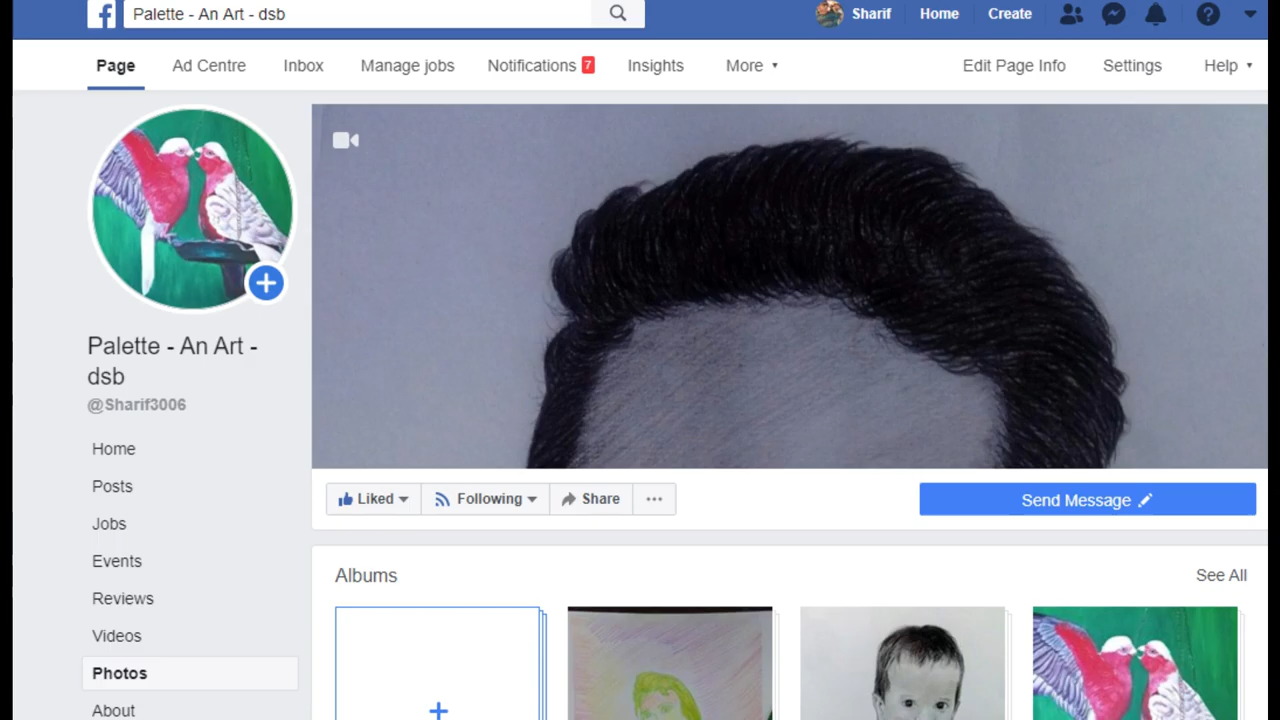 Palette - An Art - dsb
Sharif Home Create
Page Ad Centre Inbox Manage jobs Notifications 7 Insights More Edit Page Info Settings Help
Palette - An Art -
dsb
@Sharif3006
Home
Posts
Jobs
Events
Reviews
Videos
Photos
About
Liked Following Share ... Send Message
Albums See All